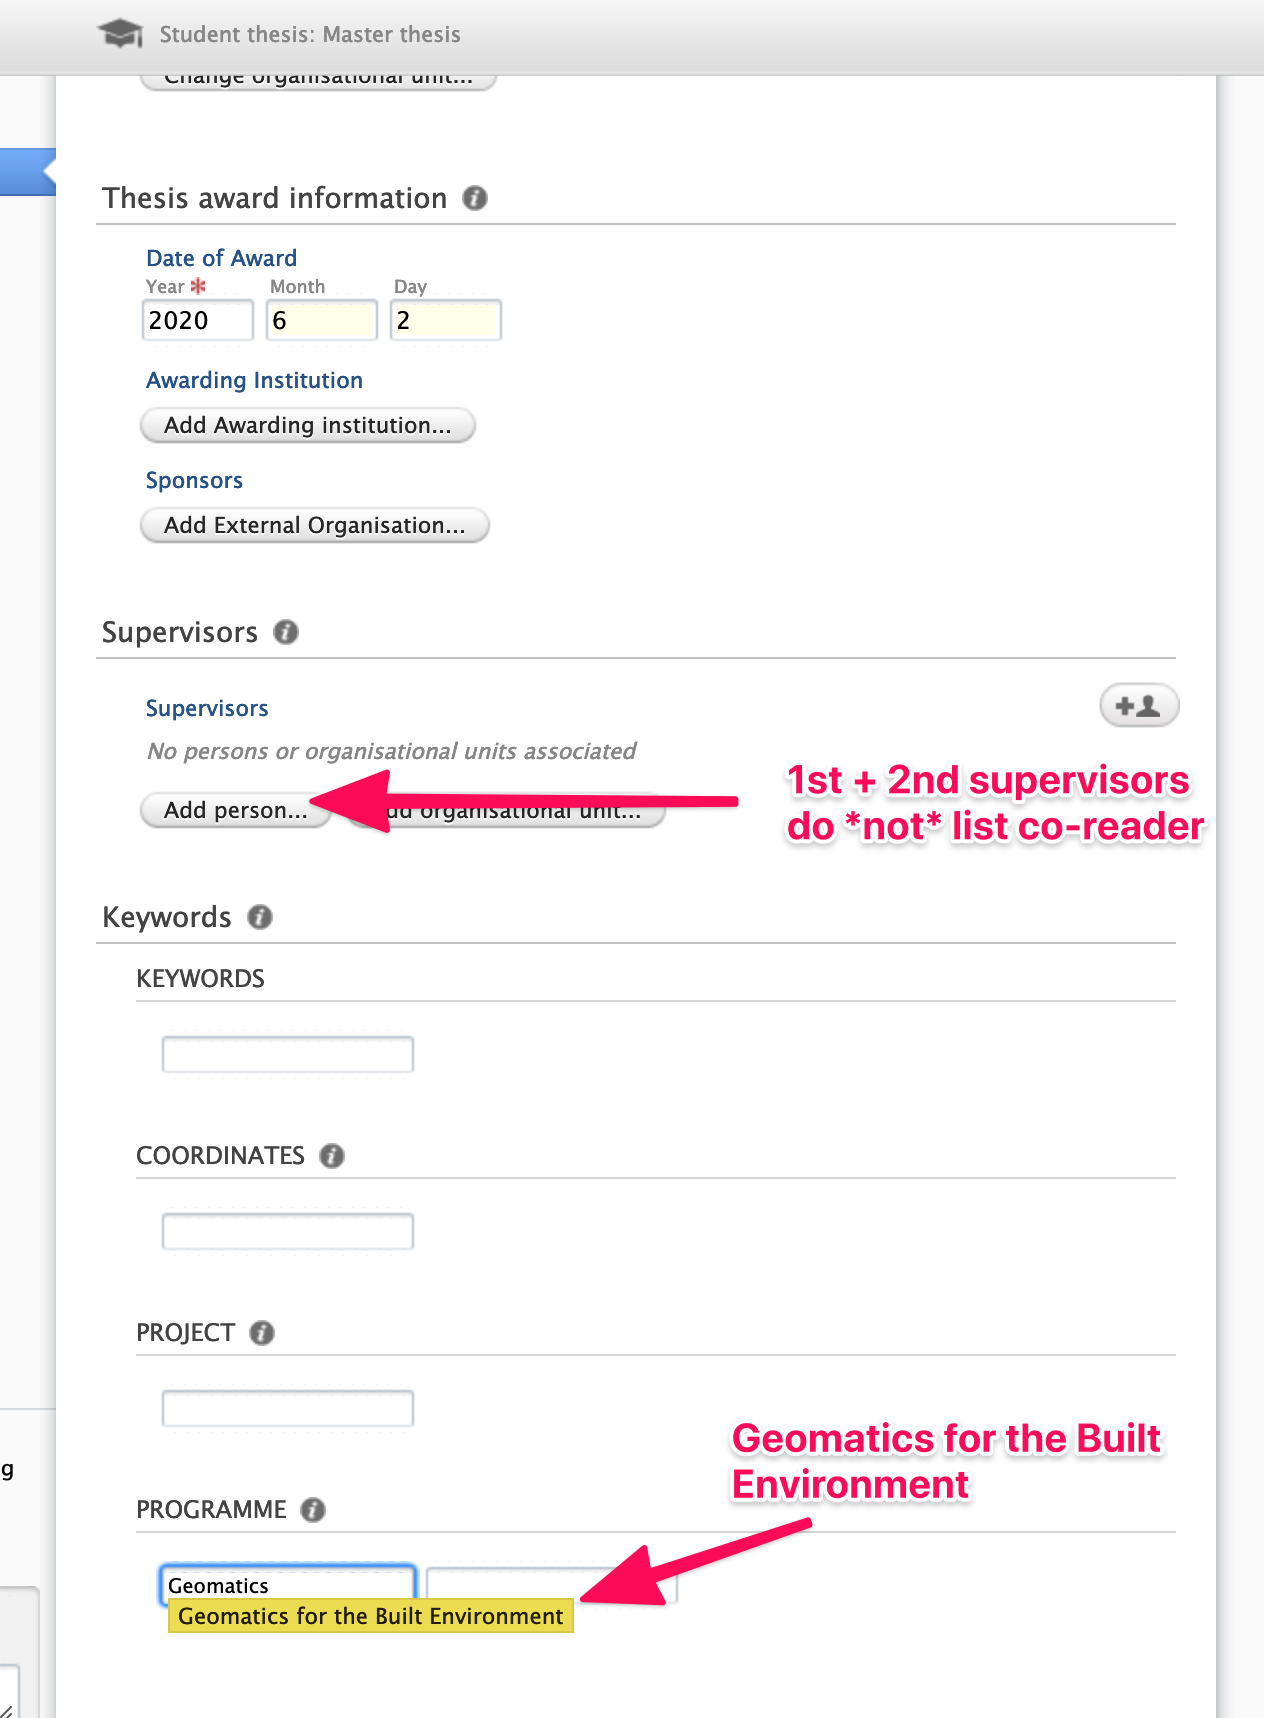 Student thesis: Master thesis
Change organisational unit...
Thesis award information
Date of Award
Year * Month Day
2020 6 2
Awarding Institution
Add Awarding institution...
Sponsors
Add External Organisation...
Supervisors
Supervisors
No persons or organisational units associated
1st + 2nd supervisors
do *not* list co-reader
Add person... organisational unit...
Keywords
KEYWORDS
COORDINATES
PROJECT
Geomatics for the Built
Environment
g
PROGRAMME
Geomatics
Geomatics for the Built Environment